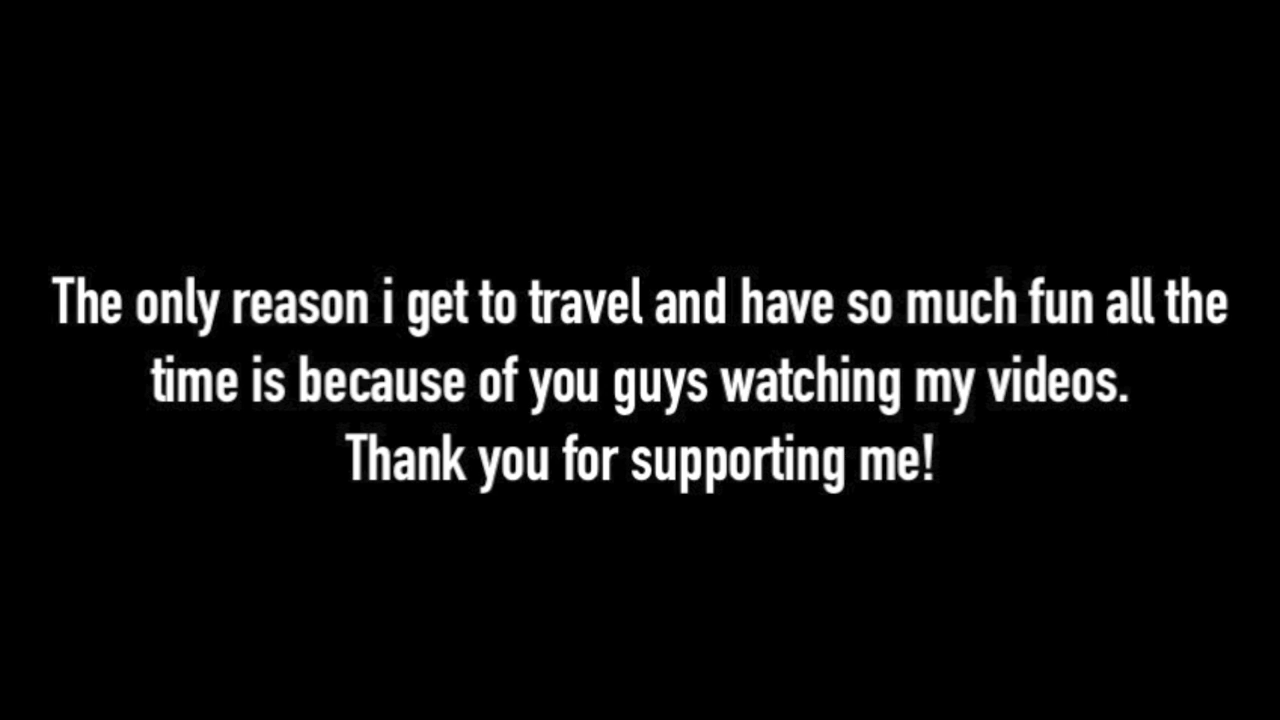 The only reason i get to travel and have so much fun all the
time is because of you guys watching my videos.
Thank you for supporting me!